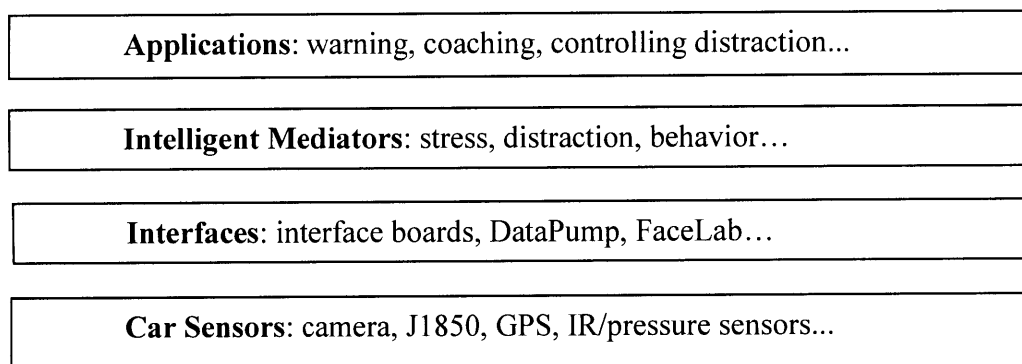 Applications: warning, coaching, controlling distraction...
Intelligent Mediators: stress, distraction, behavior…
Interfaces: interface boards, DataPump, FaceLab…
Car Sensors: camera, J1850, GPS, IR/pressure sensors...